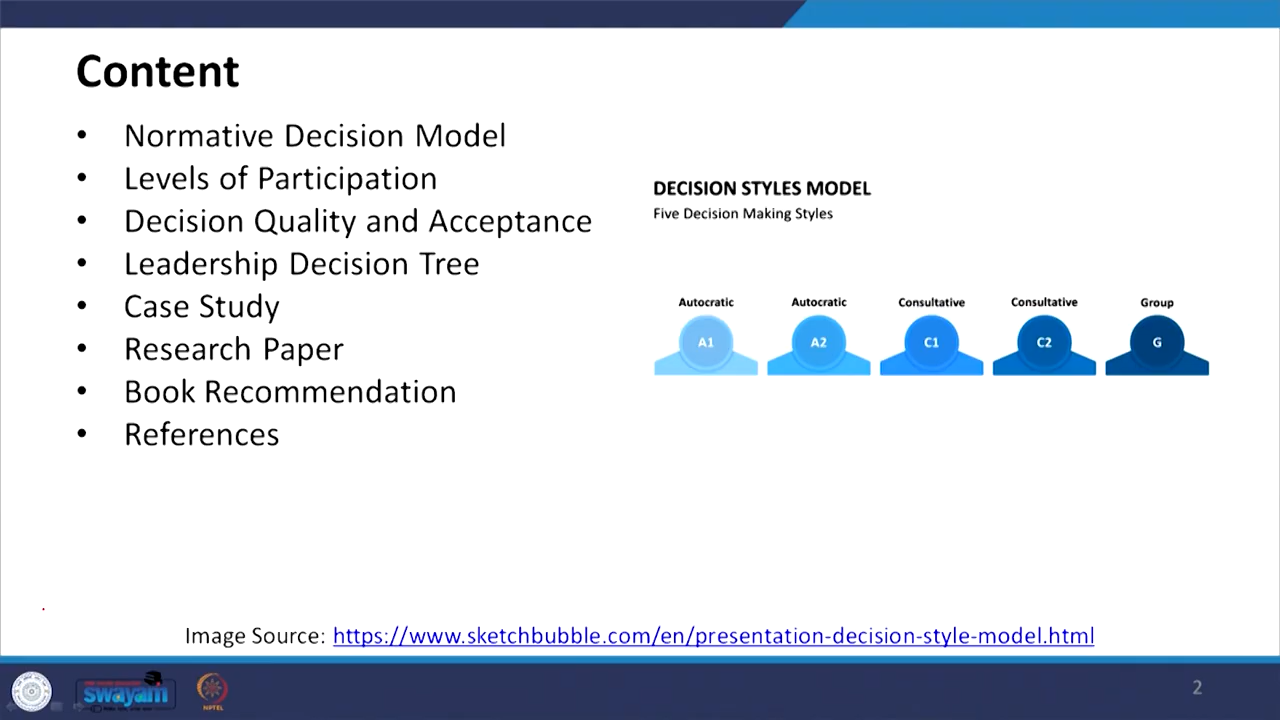 Content
• Normative Decision Model
• Levels of Participation
• Decision Quality and Acceptance
• Leadership Decision Tree
• Case Study
• Research Paper
• Book Recommendation
• References
DECISION STYLES MODEL
Five Decision Making Styles
Autocratic Autocratic Consultative Consultative Group
A1 A2 C1 C2 G
Image Source: https://www.sketchbubble.com/en/presentation-decision-style-model.html
swayam
NPTEL
2